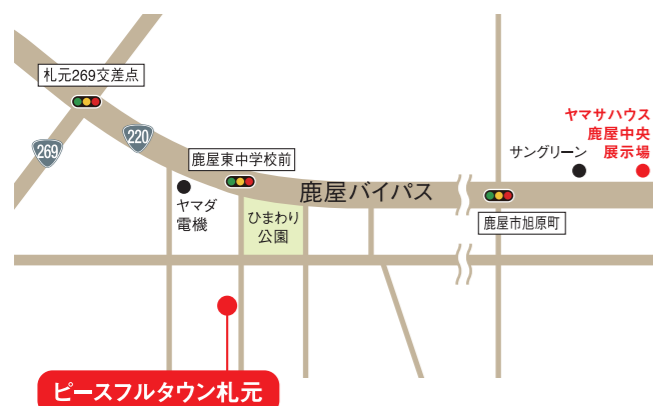 札元269交差点
269
220
鹿屋東中学校前
ヤマダ
電機
ひまわり
公園
鹿屋バイパス
サングリーン
ヤマサハウス
鹿屋中央
展示場
鹿屋市旭原町
ピースフルタウン札元